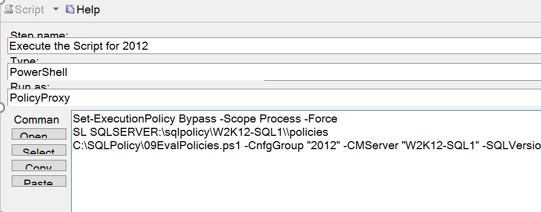 Script Help
Step name:
Execute the Script for 2012
Type:
PowerShell
Run as:
PolicyProxy
Comman
Set-ExecutionPolicy Bypass -Scope Process -Force
SL SQLSERVER:\sqlpolicy\W2K12-SQL1\\policies
C:\SQLPolicy\09EvalPolicies.ps1 -CnfgGroup "2012" -CMServer "W2K12-SQL1" -SQLVersio
Open
Select
Copy
Paste